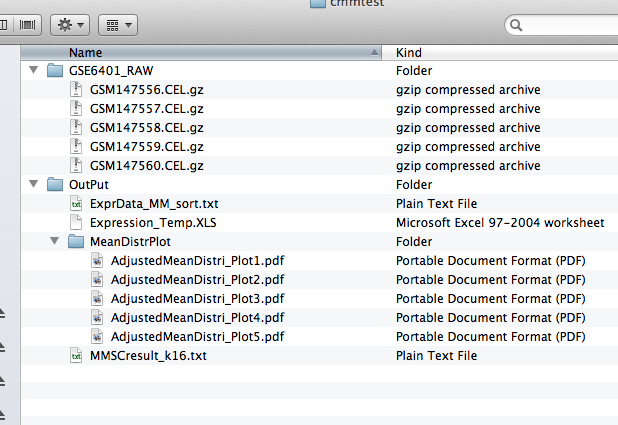 cmmtest
Name Kind
GSE6401_RAW Folder
GSM147556.CEL.gz gzip compressed archive
GSM147557.CEL.gz gzip compressed archive
GSM147558.CEL.gz gzip compressed archive
GSM147559.CEL.gz gzip compressed archive
GSM147560.CEL.gz gzip compressed archive
OutPut Folder
ExprData_MM_sort.txt Plain Text File
Expression_Temp.XLS Microsoft Excel 97-2004 worksheet
MeanDistrPlot Folder
AdjustedMeanDistri_Plot1.pdf Portable Document Format (PDF)
AdjustedMeanDistri_Plot2.pdf Portable Document Format (PDF)
AdjustedMeanDistri_Plot3.pdf Portable Document Format (PDF)
AdjustedMeanDistri_Plot4.pdf Portable Document Format (PDF)
AdjustedMeanDistri_Plot5.pdf Portable Document Format (PDF)
MMSCresult_k16.txt Plain Text File